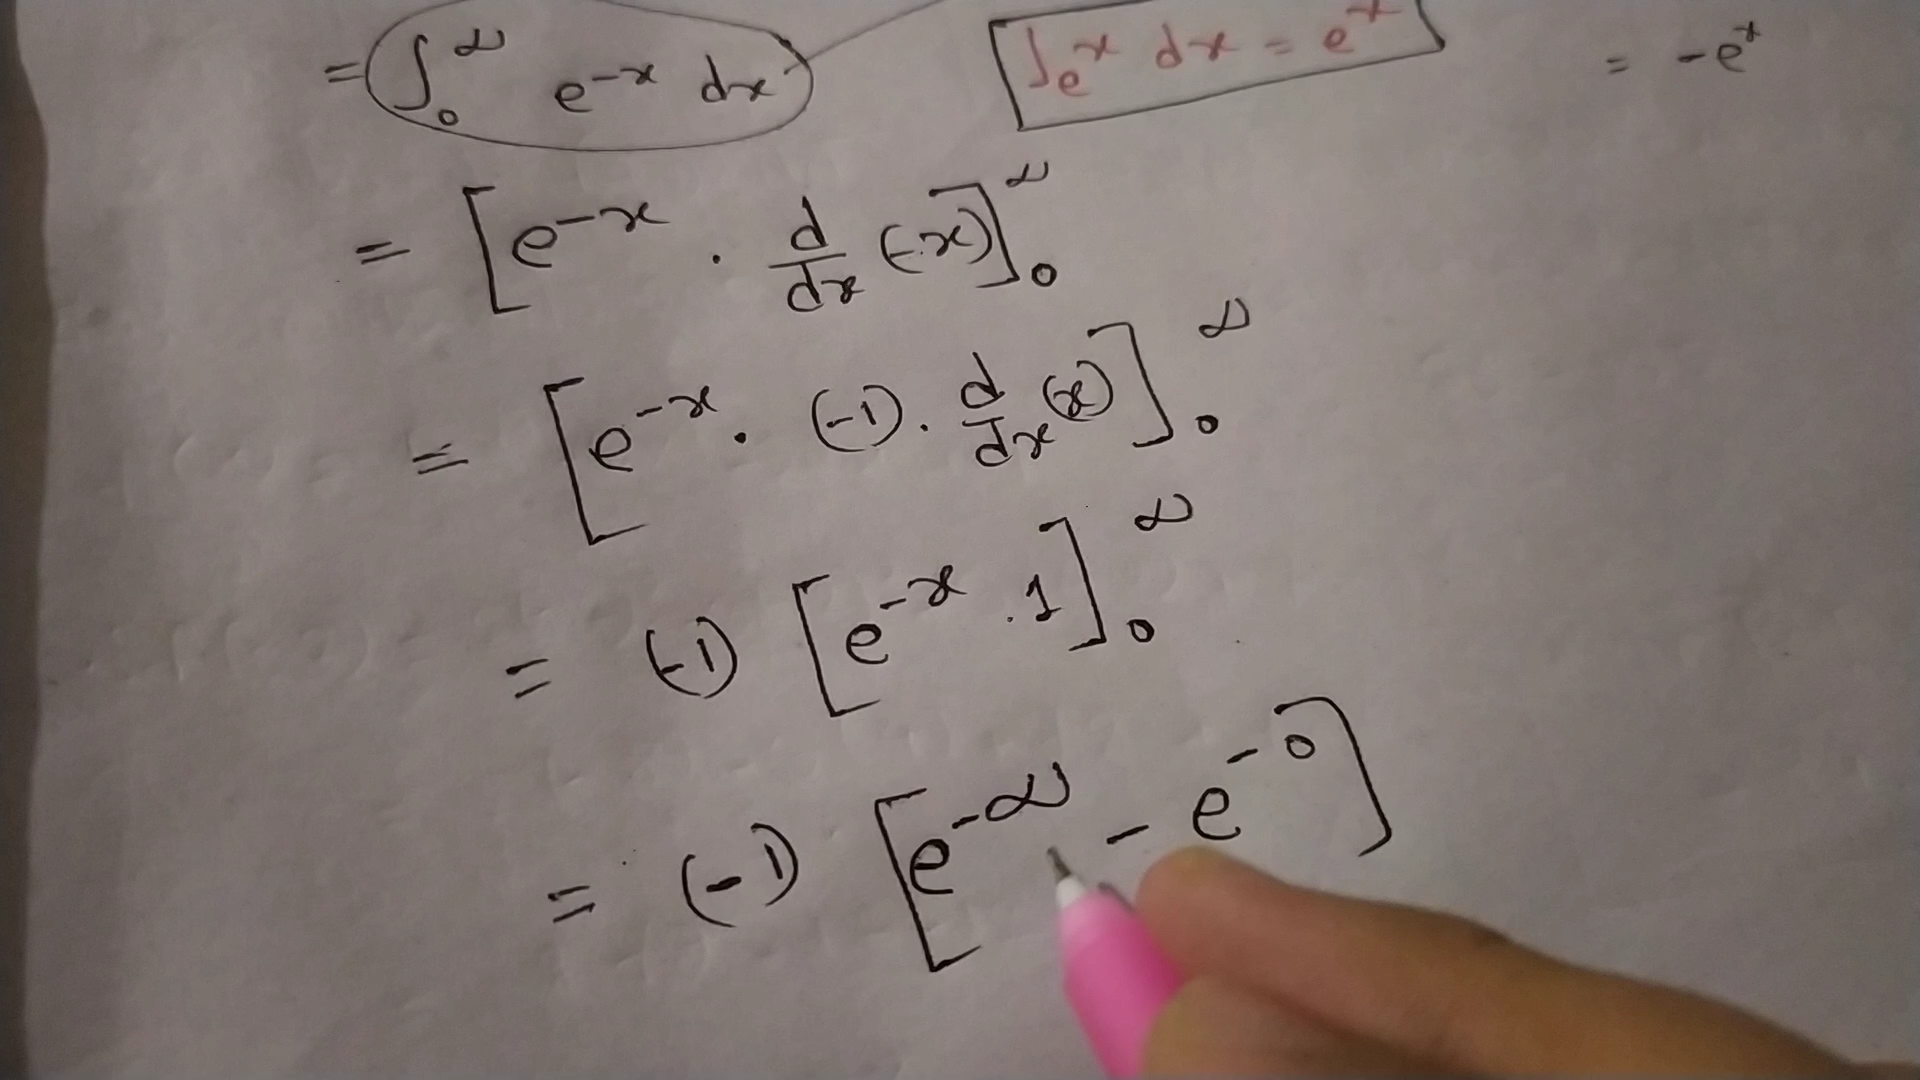 = ∫₀^∞ e^{-x} dx    ∫e^x dx = e^x    = -e^x
= [e^{-x} · d/dx (-x)]₀^∞
= [e^{-x} · (-1) · d/dx (x)]₀^∞
= (-1) [e^{-x} · 1]₀^∞
= (-1) [e^{-∞} - e^{-0}]